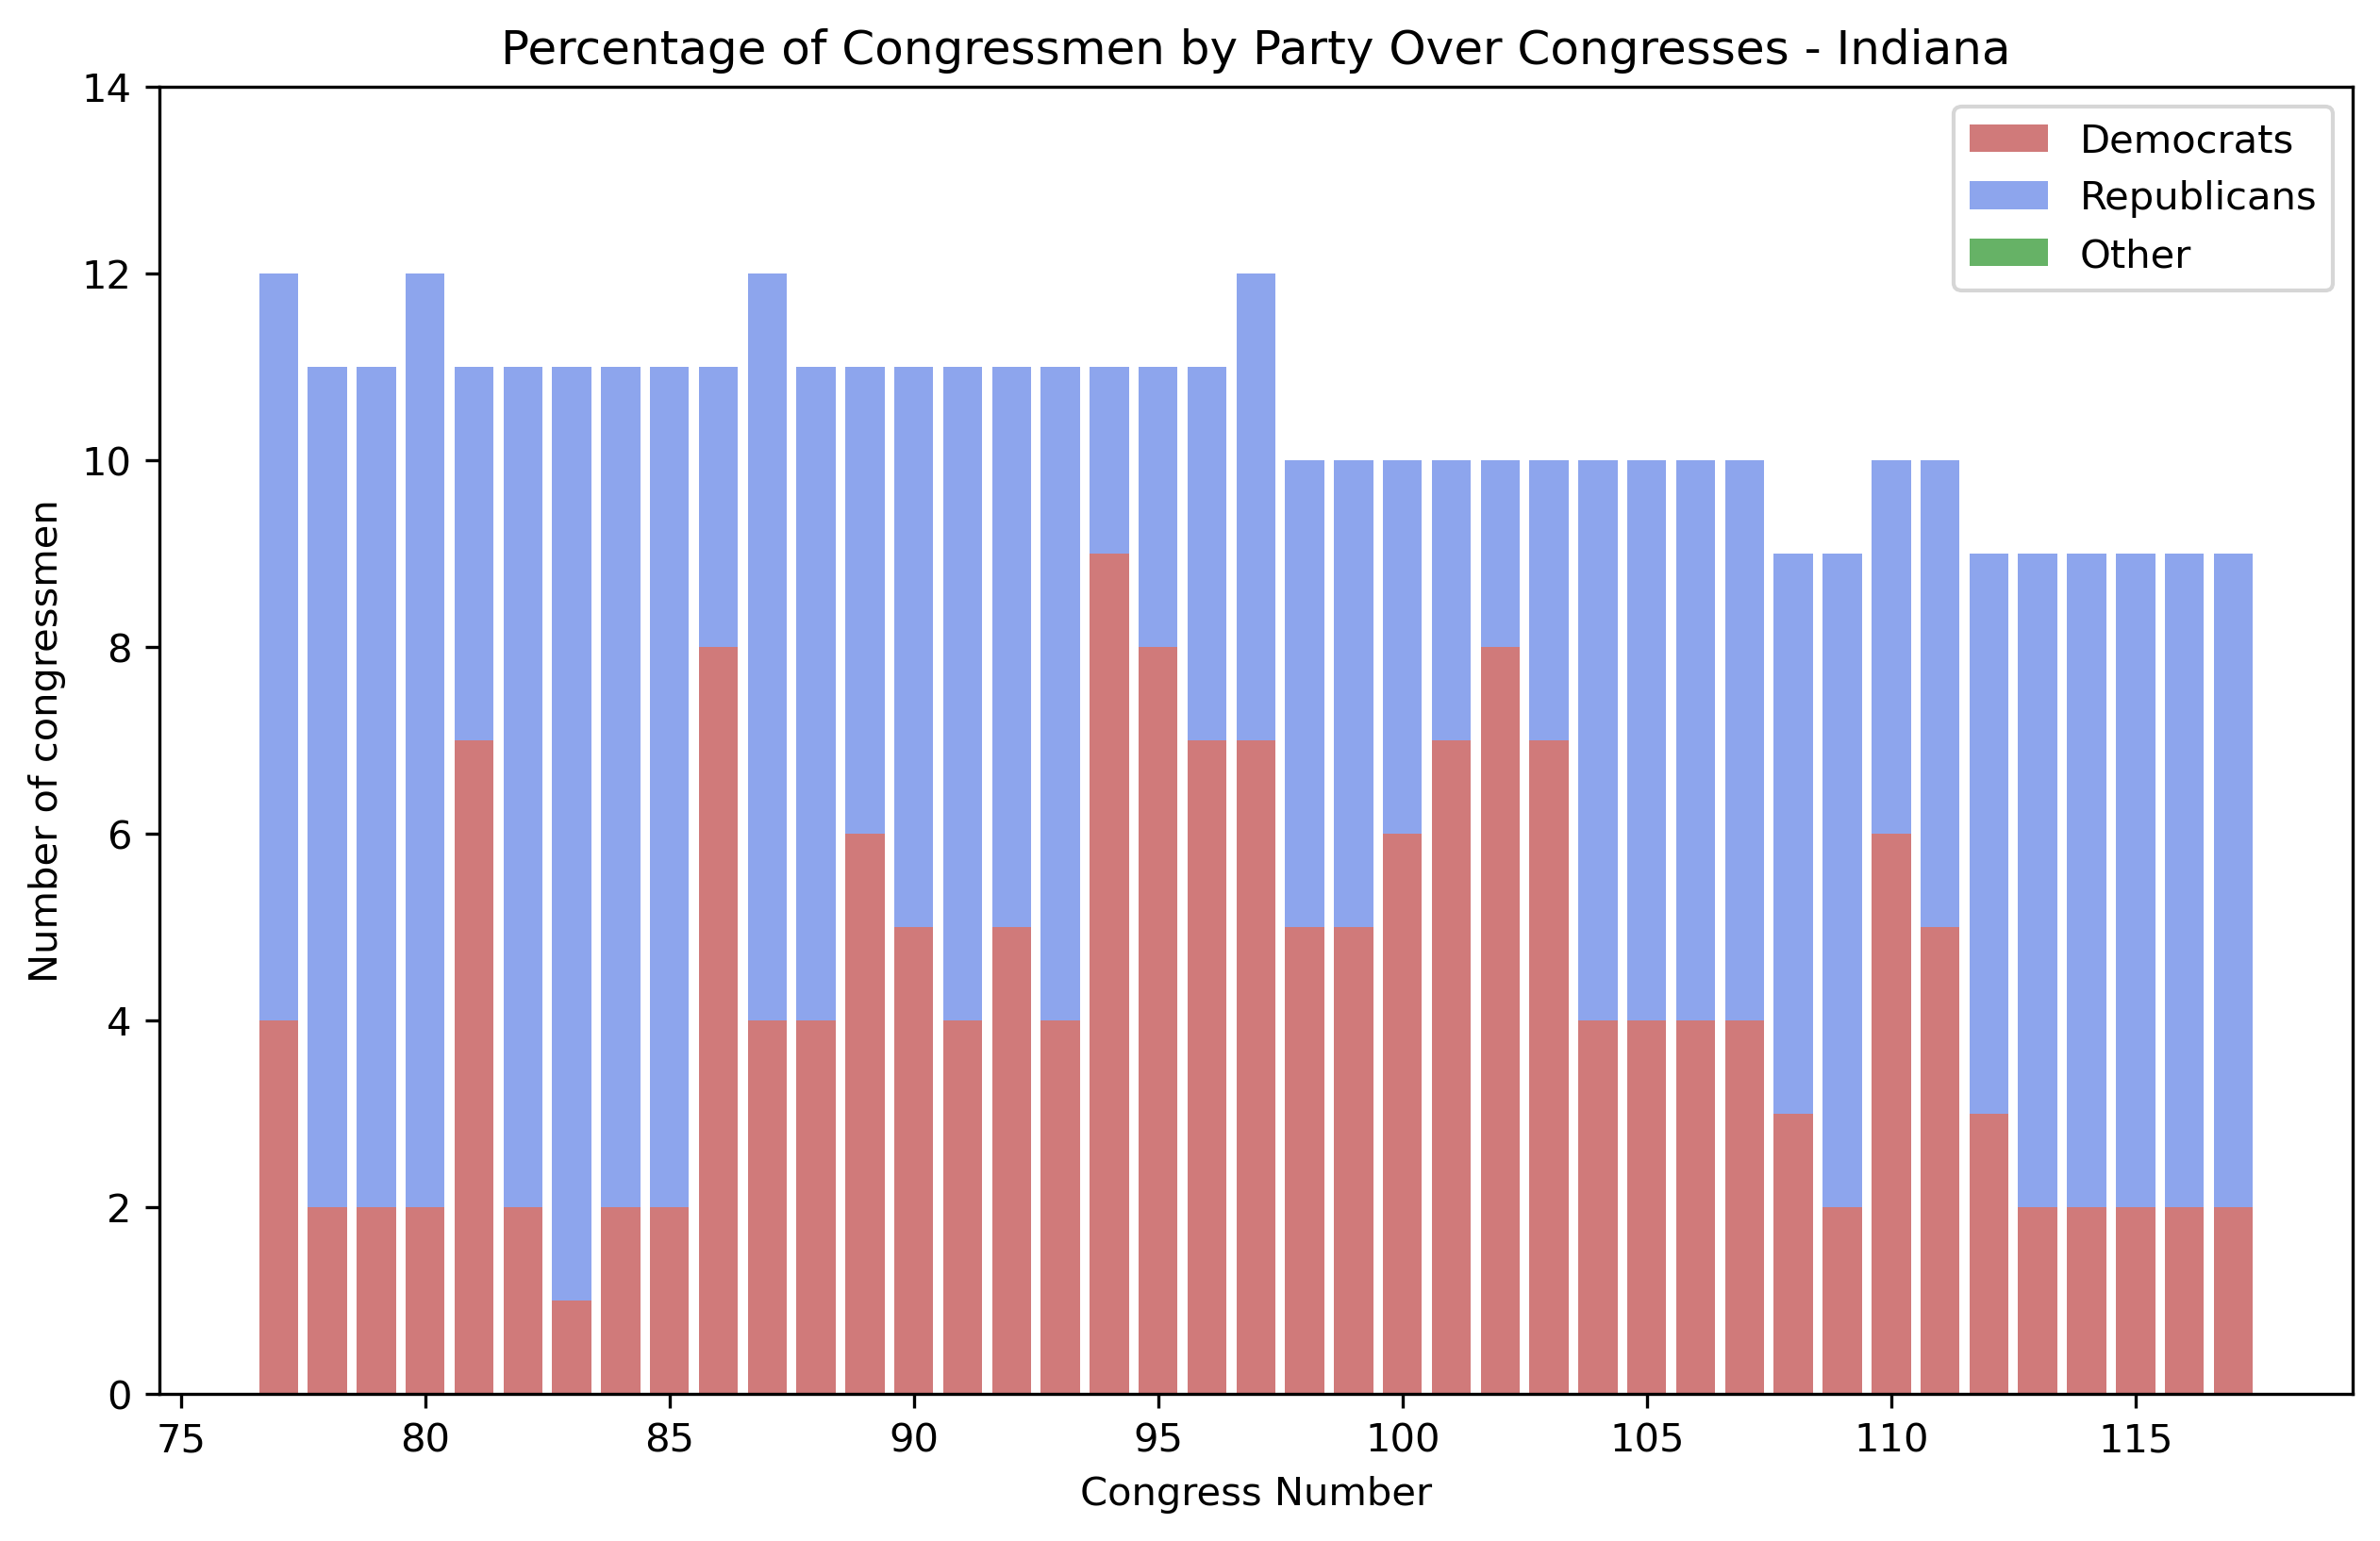 Percentage of Congressmen by Party Over Congresses - Indiana
14
12
10
8
6
4
2
0
Number of congressmen
Democrats
Republicans
Other
75 80 85 90 95 100 105 110 115
Congress Number